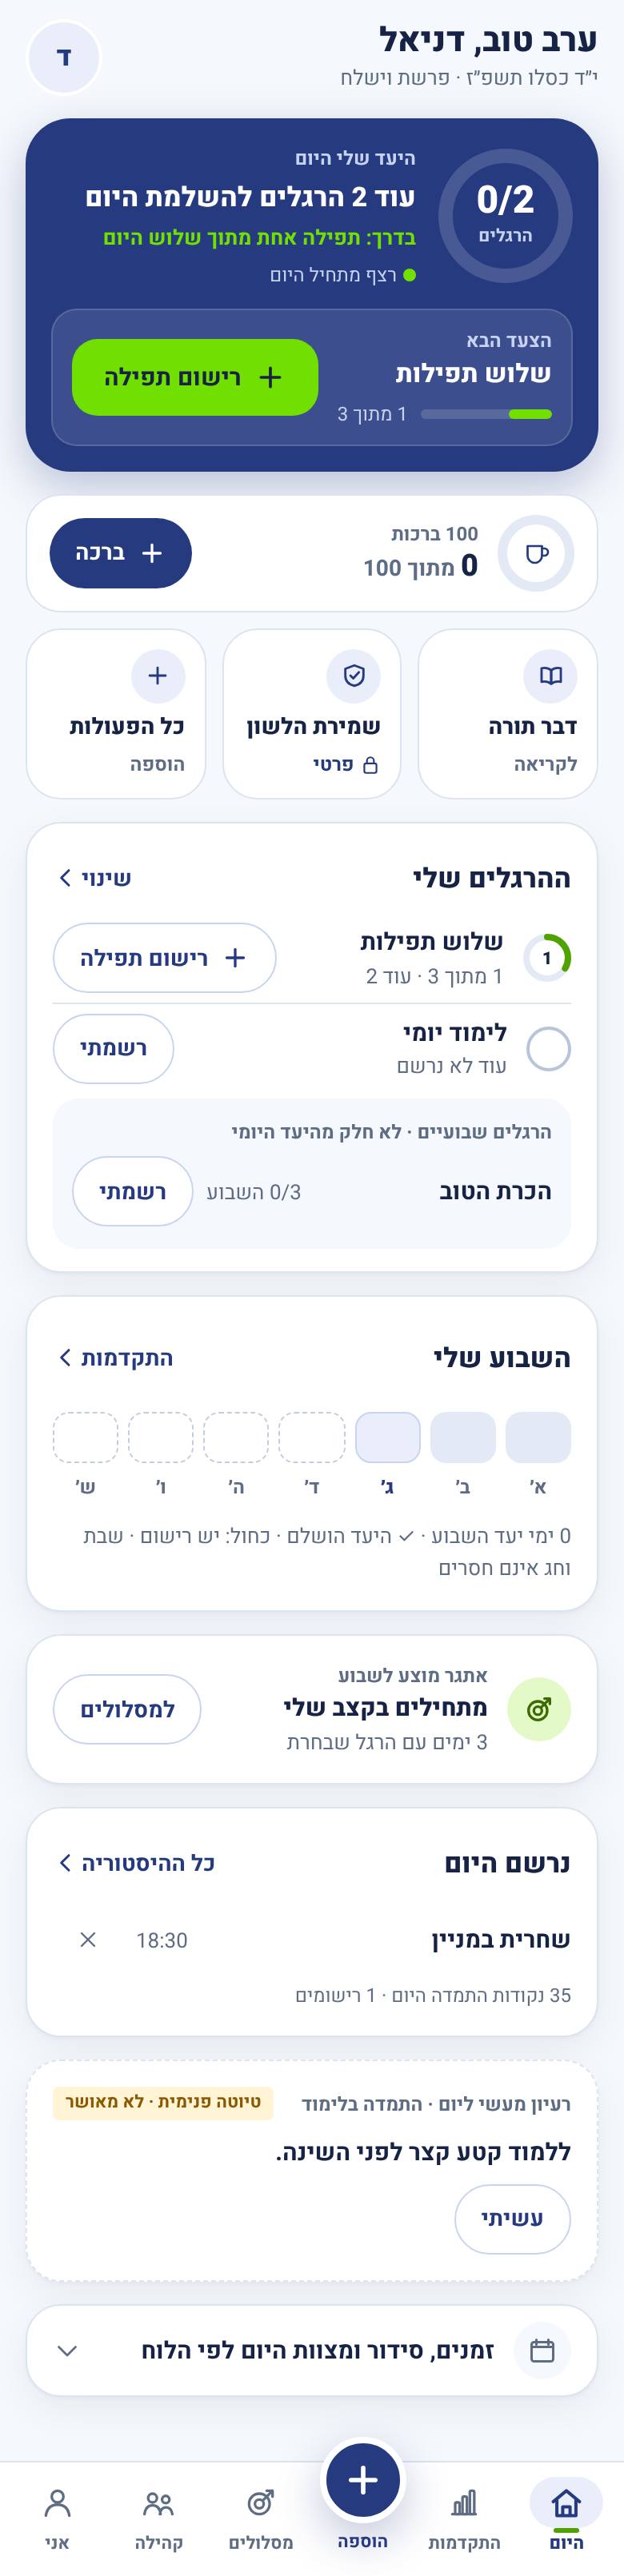 ערב טוב, דניאל
ד
י״ד כסלו תשפ״ז · פרשת וישלח
0/2
הרגלים
היעד שלי היום
עוד 2 הרגלים להשלמת היום
בדרך: תפילה אחת מתוך שלוש היום
רצף מתחיל היום
הצעד הבא
שלוש תפילות
1 מתוך 3
רישום תפילה
100 ברכות
0 מתוך 100
ברכה
דבר תורה
לקריאה
שמירת הלשון
פרטי
כל הפעולות
הוספה
ההרגלים שלי
שינוי
1
שלוש תפילות
1 מתוך 3 · עוד 2
רישום תפילה
לימוד יומי
עוד לא נרשם
רשמתי
הרגלים שבועיים · לא חלק מהיעד היומי
הכרת הטוב
0/3 השבוע
רשמתי
השבוע שלי
התקדמות
א׳ ב׳ ג׳ ד׳ ה׳ ו׳ ש׳
0 ימי יעד השבוע · ✓ היעד הושלם · כחול: יש רישום · שבת
וחג אינם חסרים
אתגר מוצע לשבוע
מתחילים בקצב שלי
3 ימים עם הרגל שבחרת
למסלולים
נרשם היום
כל ההיסטוריה
שחרית במניין
18:30
35 נקודות התמדה היום · 1 רישומים
רעיון מעשי ליום · התמדה בלימוד
טיוטה פנימית · לא מאושר
ללמוד קטע קצר לפני השינה.
עשיתי
זמנים, סידור ומצוות היום לפי הלוח
היום
התקדמות
הוספה
מסלולים
קהילה
אני